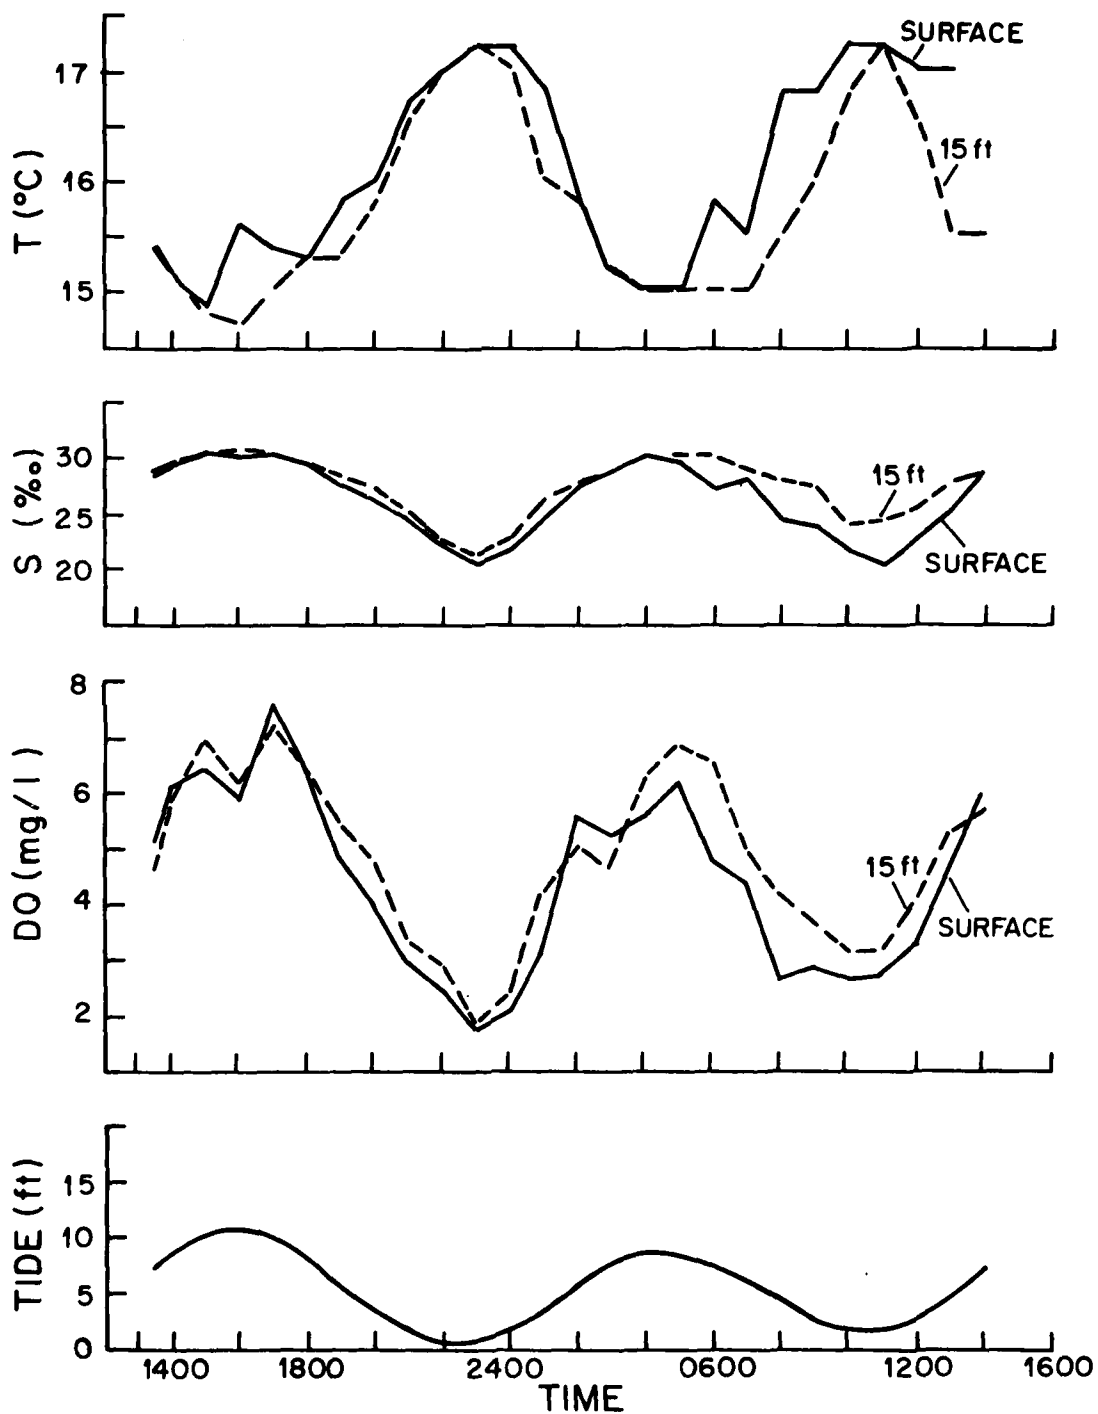 SURFACE
17
15 ft
16
T (°C)
15
30
15 ft
25
S (‰)
SURFACE
20
8
6
DO (mg/l)
15 ft
4
SURFACE
2
15
10
TIDE (ft)
5
0
1400 1800 2400 0600 1200 1600
TIME